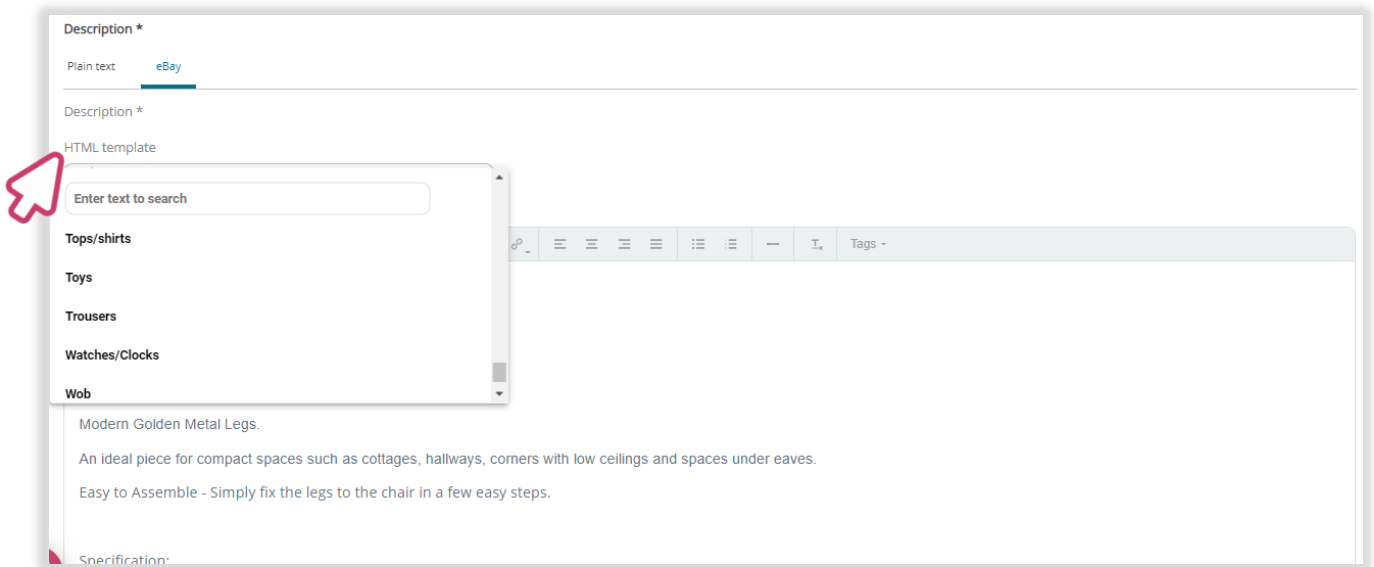 Description *
Plain text eBay
Description *
HTML template
Enter text to search
Tops/shirts
Tags
Toys
Trousers
Watches/Clocks
Wob
Modern Golden Metal Legs.
An ideal piece for compact spaces such as cottages, hallways, corners with low ceilings and spaces under eaves.
Easy to Assemble - Simply fix the legs to the chair in a few easy steps.
Specification: